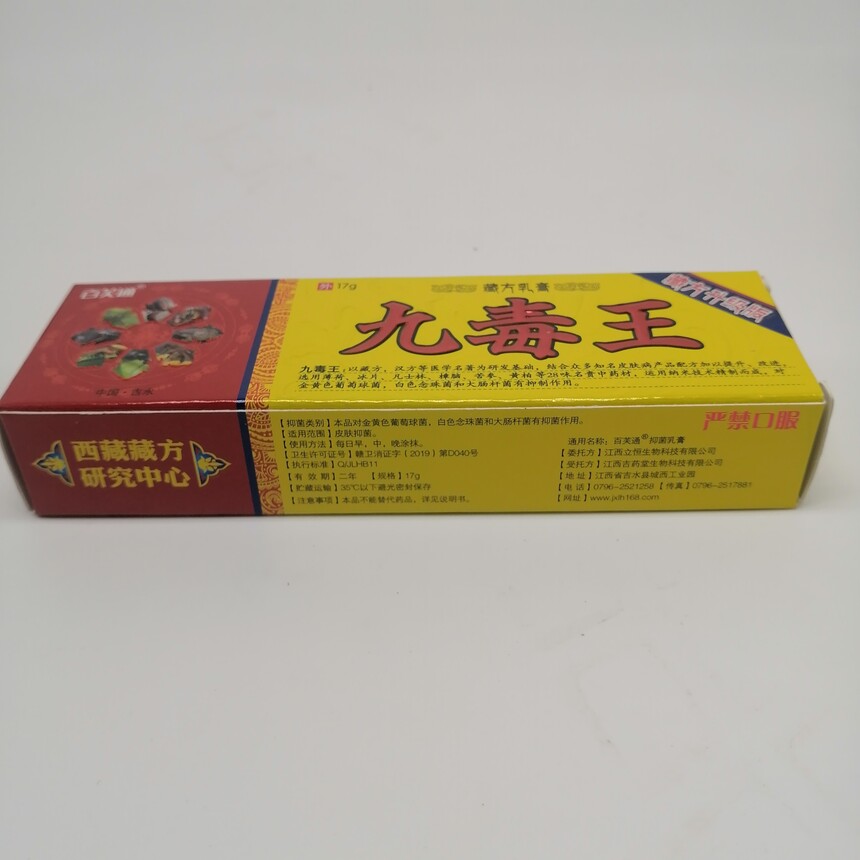 百芙通®
中国·吉水
外 17g
藏方乳膏
九毒王
九毒王:以藏方、汉方等医学名著为研发基础,结合众多知名皮肤病产品配方加以提升、改进,
选用薄荷、冰片、凡士林、樟脑、苦参、黄柏等28味名贵中药材,运用纳米技术精制而成,对
金黄色葡萄球菌,白色念珠菌和大肠杆菌有抑制作用。
西藏藏方
研究中心
【抑菌类别】本品对金黄色葡萄球菌,白色念珠菌和大肠杆菌有抑菌作用。
【适用范围】皮肤抑菌。
【使用方法】每日早,中,晚涂抹。
【卫生许可证号】赣卫消证字(2019)第D040号
【执行标准】Q/JLHB11
【有 效 期】二年 【规格】17g
【贮藏运输】35℃以下避光密封保存
【注意事项】本品不能替代药品,详见说明书。
严禁口服
通用名称:百芙通®抑菌乳膏
【委托方】江西立恒生物科技有限公司
【受托方】江西吉药堂生物科技有限公司
【地 址】江西省吉水县城西工业园
【电 话】0796-2521258【传真】0796-2517881
【网址】www.jxlh168.com